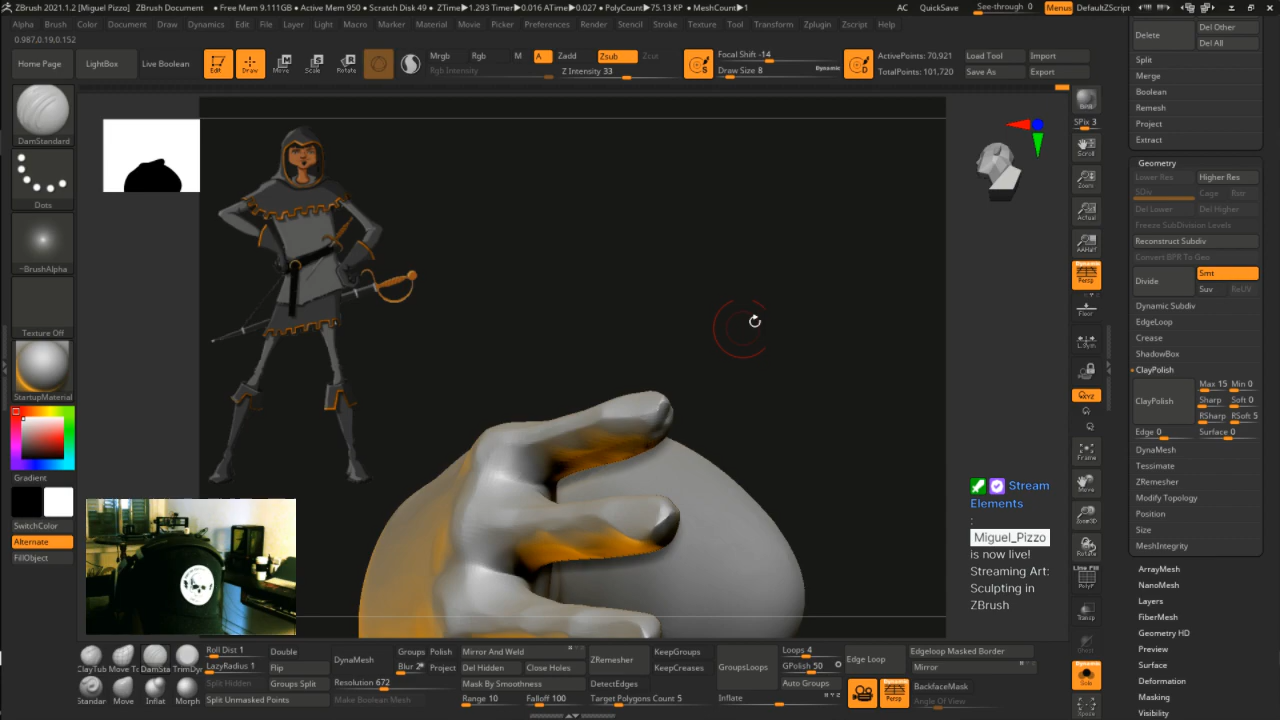 ZBrush 2021.1.2 [Miguel Pizzo] ZBrush Document • Free Mem 9.111GB • Active Mem 950 • Scratch Disk 49 • ZTime▶1.293 Timer▶0.016 ATime▶0.027 • PolyCount▶75.13 KP • MeshCount▶1 AC QuickSave See-through 0 Menus DefaultZScript
Alpha Brush Color Document Draw Dynamics Edit File Layer Light Macro Marker Material Movie Picker Preferences Render Stencil Stroke Texture Tool Transform Zplugin Zscript Help
0.987,0.19,0.152
Home Page LightBox Live Boolean Edit Draw Move Scale Rotate
Mrgb Rgb M A Zadd Zsub Zcut
Rgb Intensity Z Intensity 33
Focal Shift -14
Draw Size 8 Dynamic
ActivePoints: 70,921
TotalPoints: 101,720
Load Tool Import
Save As Export
DamStandard
Dots
~BrushAlpha
Texture Off
StartupMaterial
Gradient
SwitchColor
Alternate
FillObject
BPR
SPix 3
Scroll
Zoom
Actual
AAHalf
Dynamic
Persp
Floor
L.Sym
QXYZ
Frame
Move
Zoom3D
Rotate
Line Fill
PolyF
Transp
Ghost
Dynamic
Solo
Xpose
Stream
Elements
:
Miguel_Pizzo
is now live!
Streaming Art:
Sculpting in
ZBrush
Delete Del Other
Del All
Split
Merge
Boolean
Remesh
Project
Extract
Geometry
Lower Res Higher Res
SDiv Cage Rstr
Del Lower Del Higher
Freeze SubDivision Levels
Reconstruct Subdiv
Convert BPR To Geo
Divide Smt
Suv ReUV
Dynamic Subdiv
EdgeLoop
Crease
ShadowBox
ClayPolish
ClayPolish Max 15 Min 0
Sharp Soft 0
RSharp RSoft 5
Edge 0 Surface 0
DynaMesh
Tessimate
ZRemesher
Modify Topology
Position
Size
MeshIntegrity
ArrayMesh
NanoMesh
Layers
FiberMesh
Geometry HD
Preview
Surface
Deformation
Masking
Visibility
ClayTub Move To DamSta TrimDyn
Standar Move Inflat Morph
Roll Dist 1 Double
LazyRadius 1 Flip
Split Hidden Groups Split
Split Unmasked Points
DynaMesh Groups Polish
Blur 2 Project
Resolution 672
Make Boolean Mesh
Mirror And Weld
Del Hidden Close Holes
Mask By Smoothness
Range 10 Falloff 100
ZRemesher KeepGroups
KeepCreases
DetectEdges
Target Polygons Count 5
GroupsLoops Loops 4
GPolish 50
Auto Groups
Inflate
Edge Loop Edgeloop Masked Border
Mirror
Dynamic
Persp BackfaceMask
Angle Of View